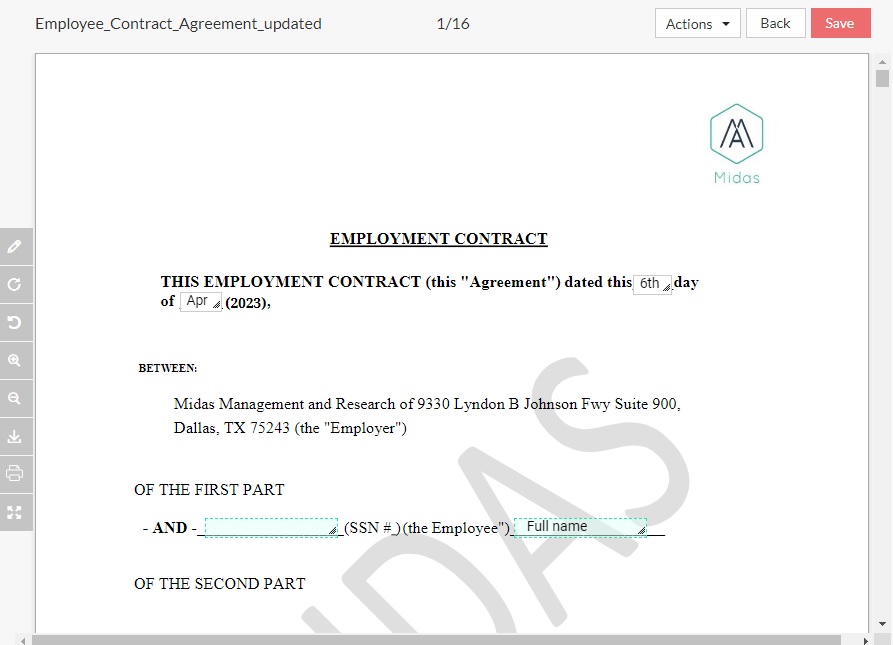 Employee_Contract_Agreement_updated 1/16 Actions Back Save
Midas
EMPLOYMENT CONTRACT
THIS EMPLOYMENT CONTRACT (this "Agreement") dated this 6th day
of Apr (2023),
BETWEEN:
Midas Management and Research of 9330 Lyndon B Johnson Fwy Suite 900,
Dallas, TX 75243 (the "Employer")
OF THE FIRST PART
- AND - _ _(SSN #_)(the Employee")_ Full name __
OF THE SECOND PART
MIDAS